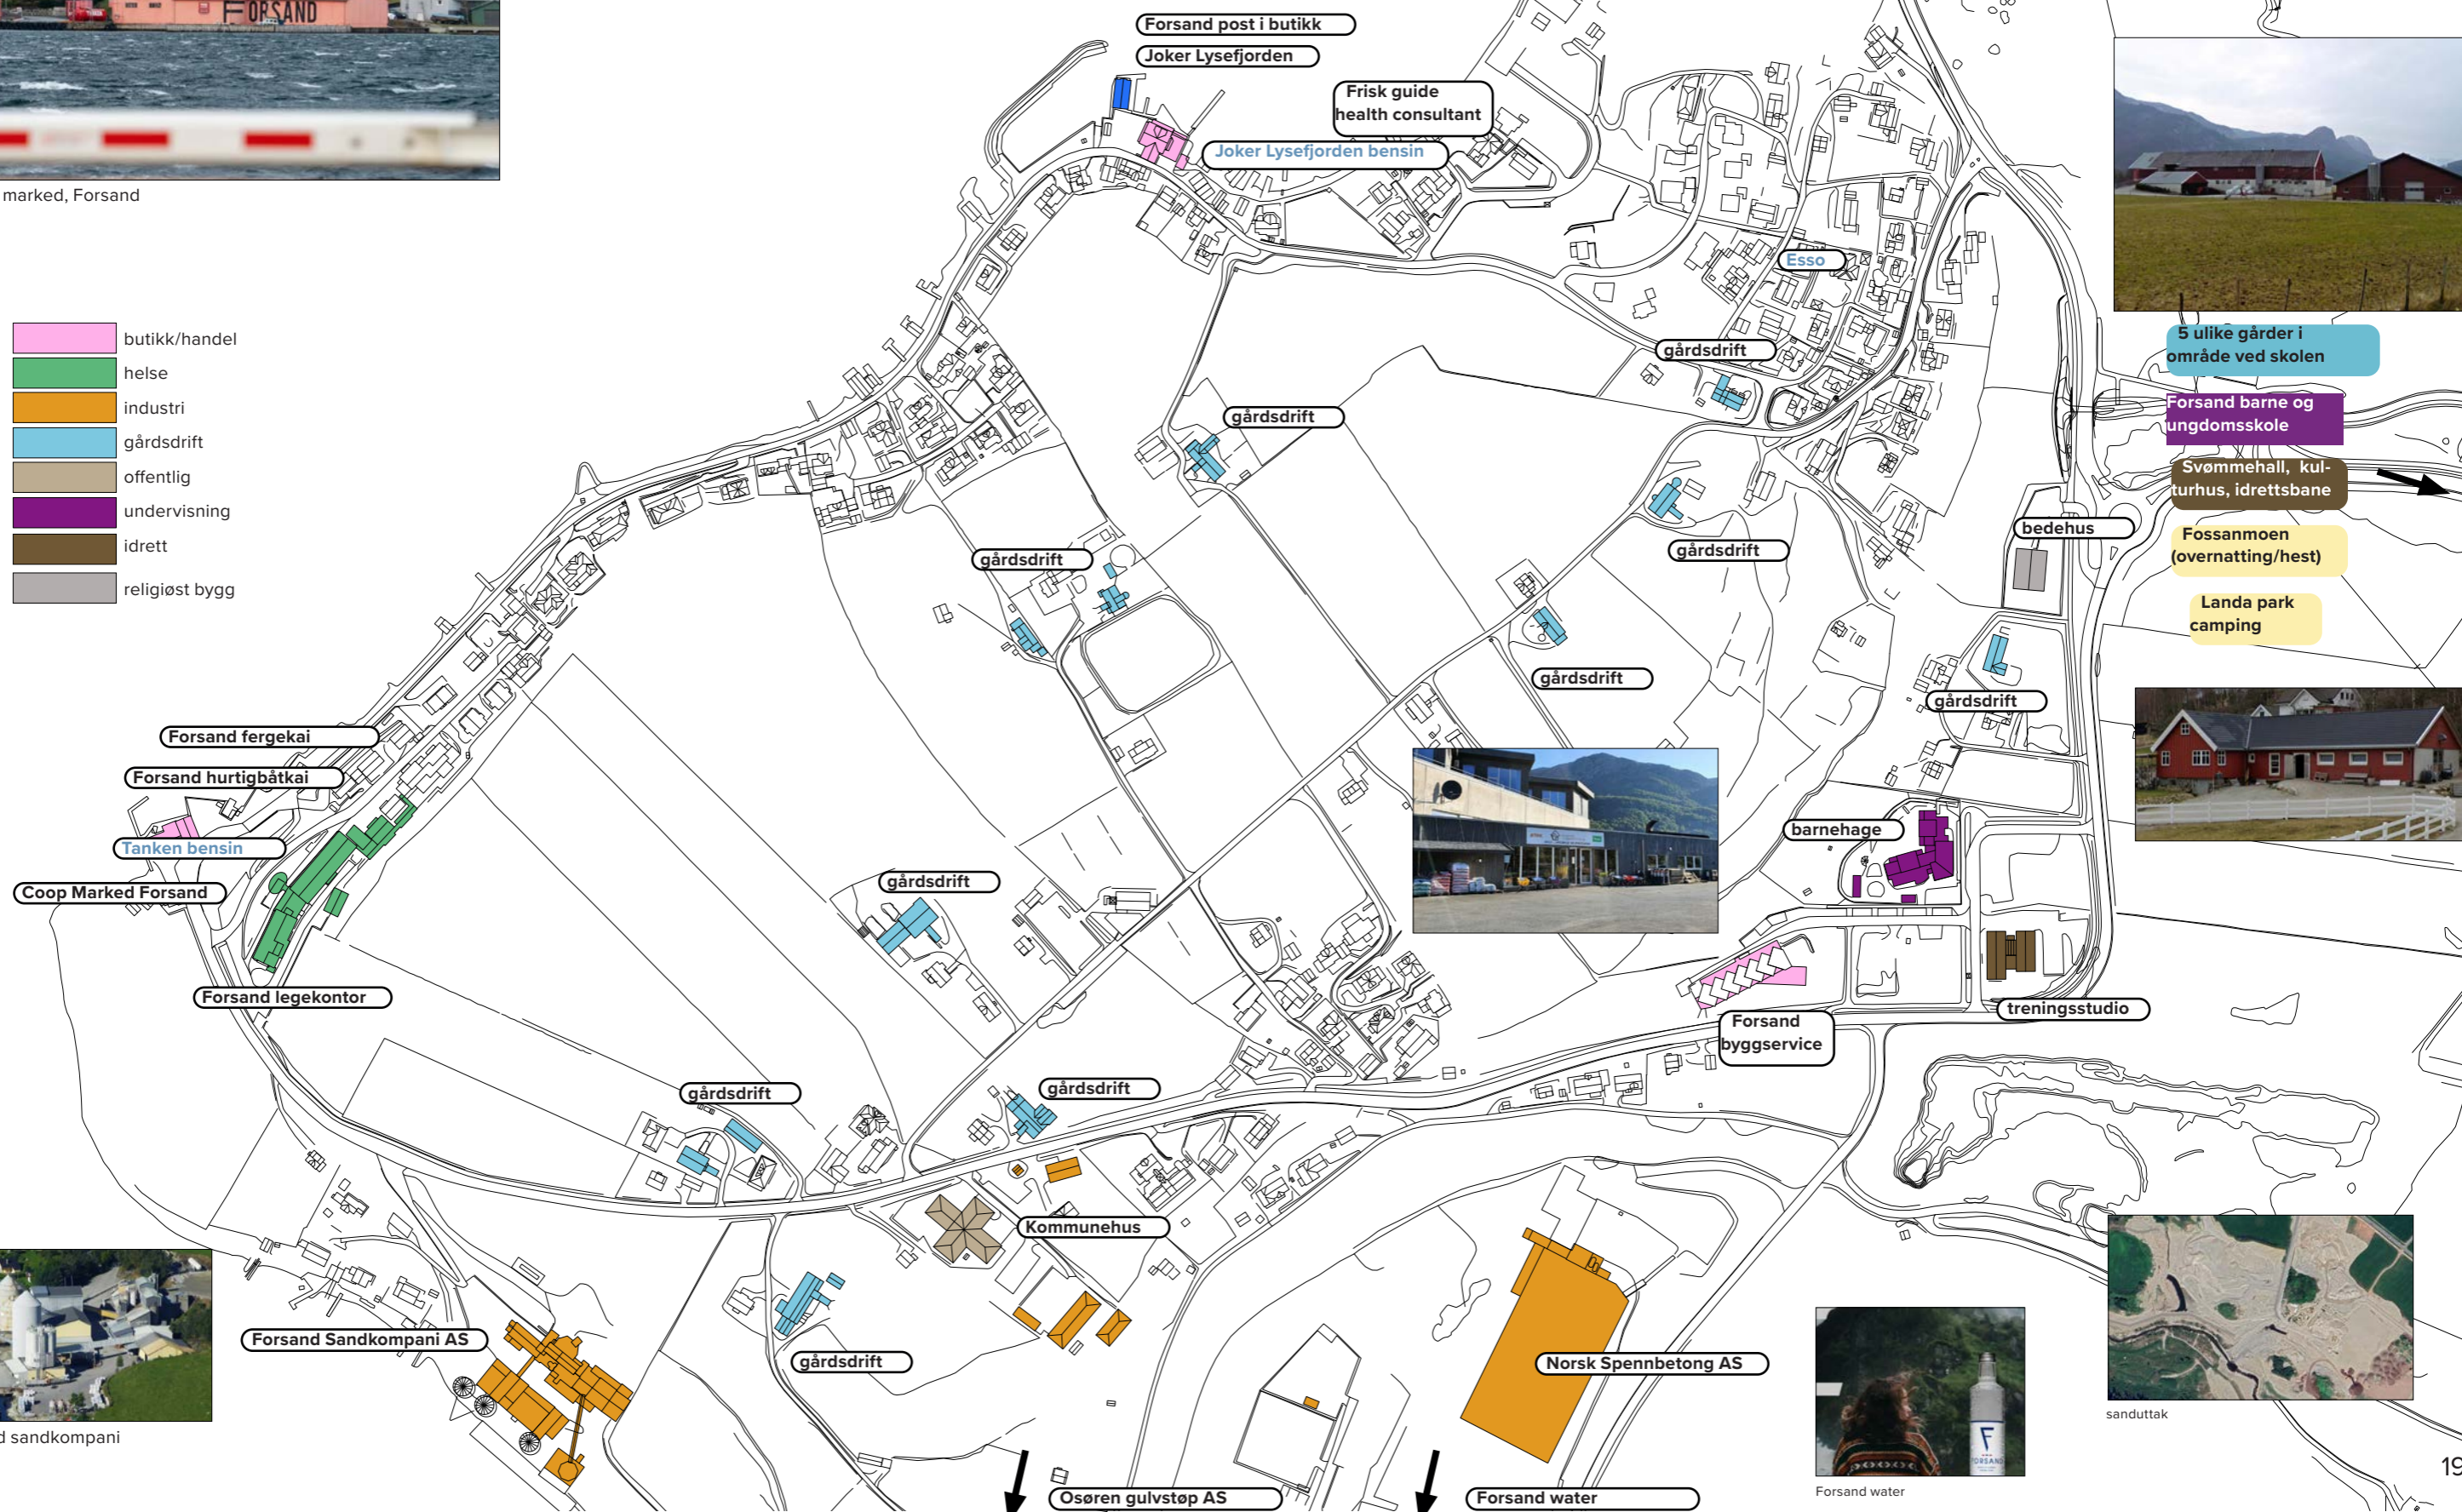 FORSAND
marked, Forsand
butikk/handel
helse
industri
gårdsdrift
offentlig
undervisning
idrett
religiøst bygg
Forsand post i butikk
Joker Lysefjorden
Frisk guide
health consultant
Joker Lysefjorden bensin
Esso
gårdsdrift
gårdsdrift
gårdsdrift
gårdsdrift
gårdsdrift
gårdsdrift
5 ulike gårder i
område ved skolen
Forsand barne og
ungdomsskole
Svømmehall, kul-
turhus, idrettsbane
Fossanmoen
(overnatting/hest)
Landa park
camping
bedehus
Forsand fergekai
Forsand hurtigbåtkai
Tanken bensin
Coop Marked Forsand
Forsand legekontor
gårdsdrift
barnehage
treningsstudio
Forsand
byggservice
gårdsdrift
gårdsdrift
Kommunehus
Forsand Sandkompani AS
gårdsdrift
Norsk Spennbetong AS
Osøren gulvstøp AS
Forsand water
sandkompani
F
FORSAND
Forsand water
sanduttak
19